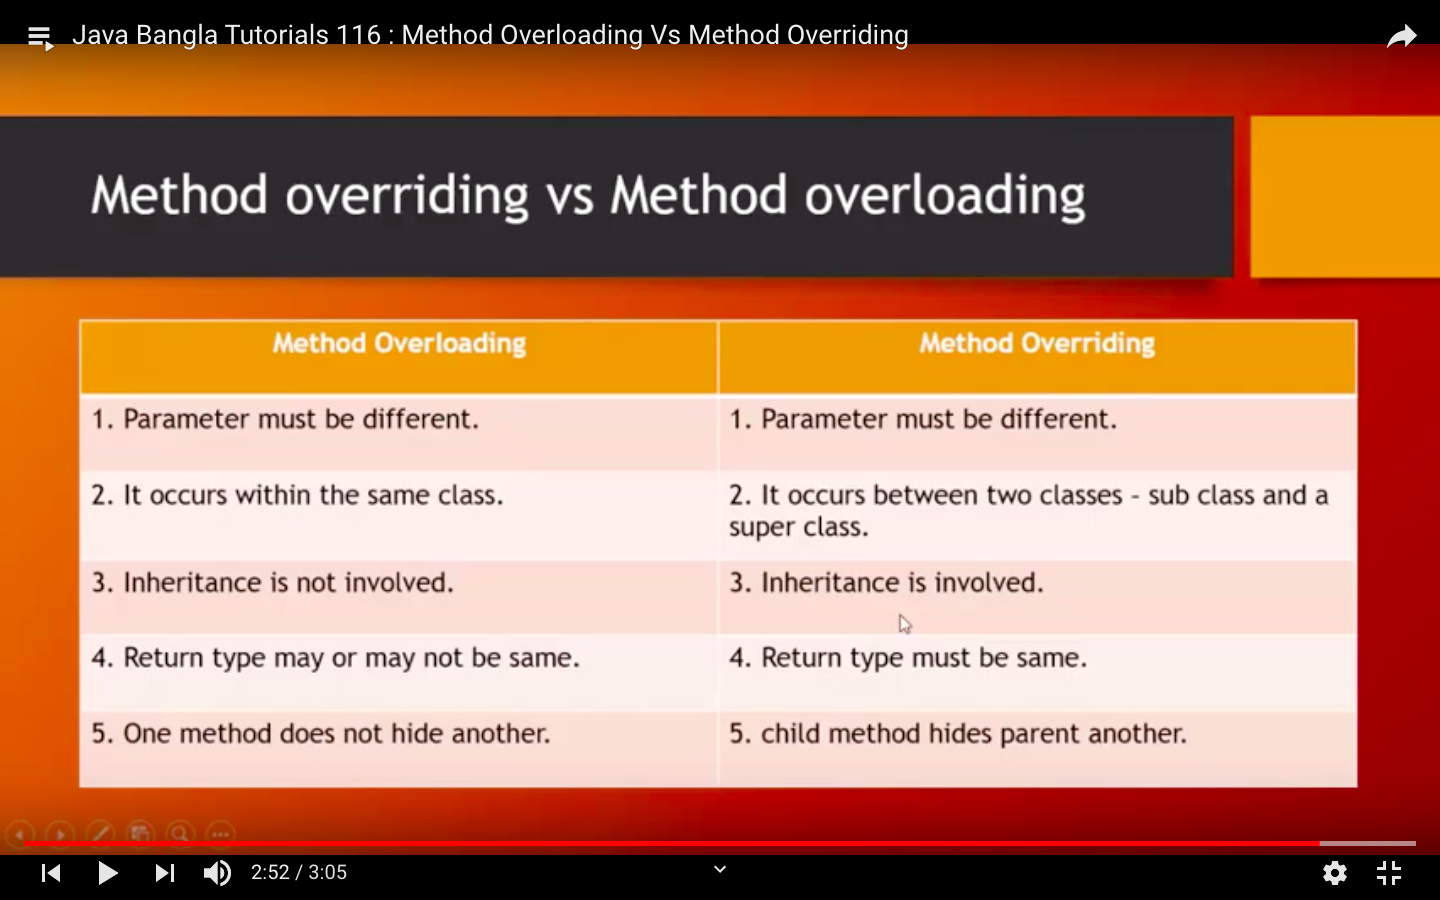 Java Bangla Tutorials 116 : Method Overloading Vs Method Overriding
Method overriding vs Method overloading
Method Overloading
Method Overriding
1. Parameter must be different.
1. Parameter must be different.
2. It occurs within the same class.
2. It occurs between two classes – sub class and a
super class.
3. Inheritance is not involved.
3. Inheritance is involved.
4. Return type may or may not be same.
4. Return type must be same.
5. One method does not hide another.
5. child method hides parent another.
2:52 / 3:05